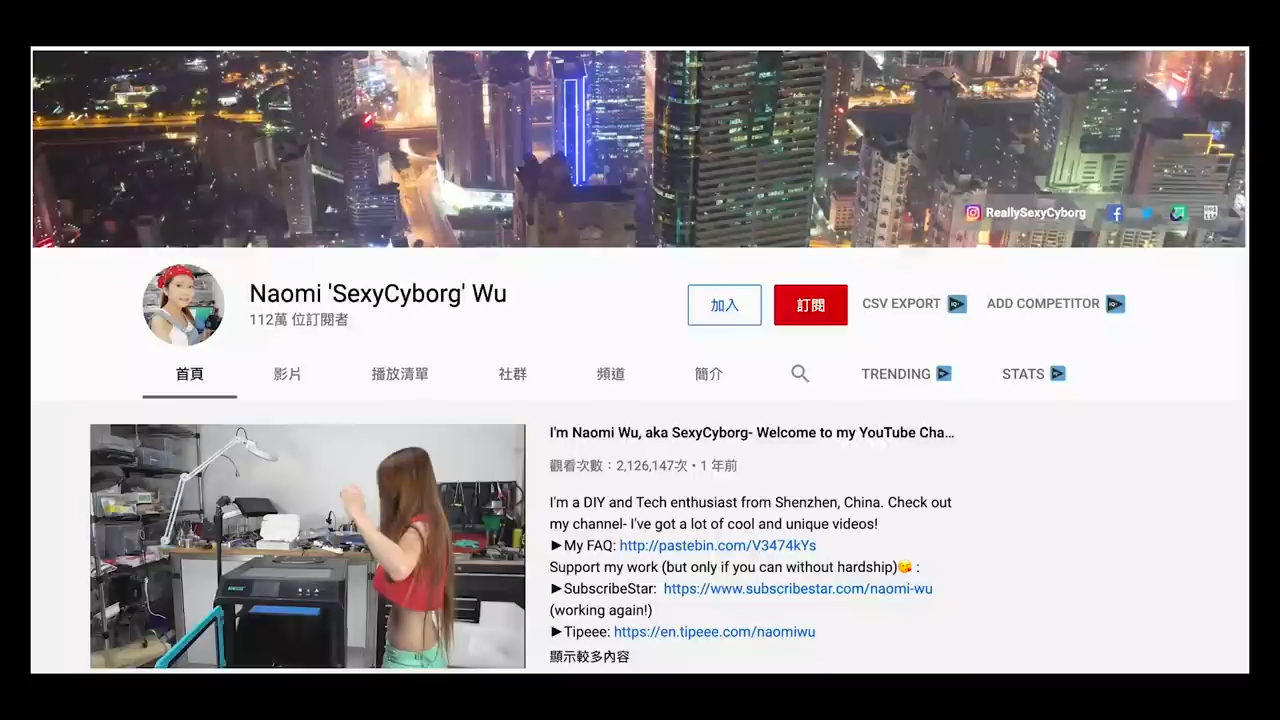 ReallySexyCyborg
Naomi 'SexyCyborg' Wu
112萬 位訂閱者
加入
訂閱
CSV EXPORT
ADD COMPETITOR
首頁
影片
播放清單
社群
頻道
簡介
TRENDING
STATS
I'm Naomi Wu, aka SexyCyborg- Welcome to my YouTube Cha...
觀看次數：2,126,147次・1 年前
I'm a DIY and Tech enthusiast from Shenzhen, China. Check out
my channel- I've got a lot of cool and unique videos!
►My FAQ: http://pastebin.com/V3474kYs
Support my work (but only if you can without hardship)😘 :
►SubscribeStar: https://www.subscribestar.com/naomi-wu
(working again!)
►Tipeee: https://en.tipeee.com/naomiwu
顯示較多內容